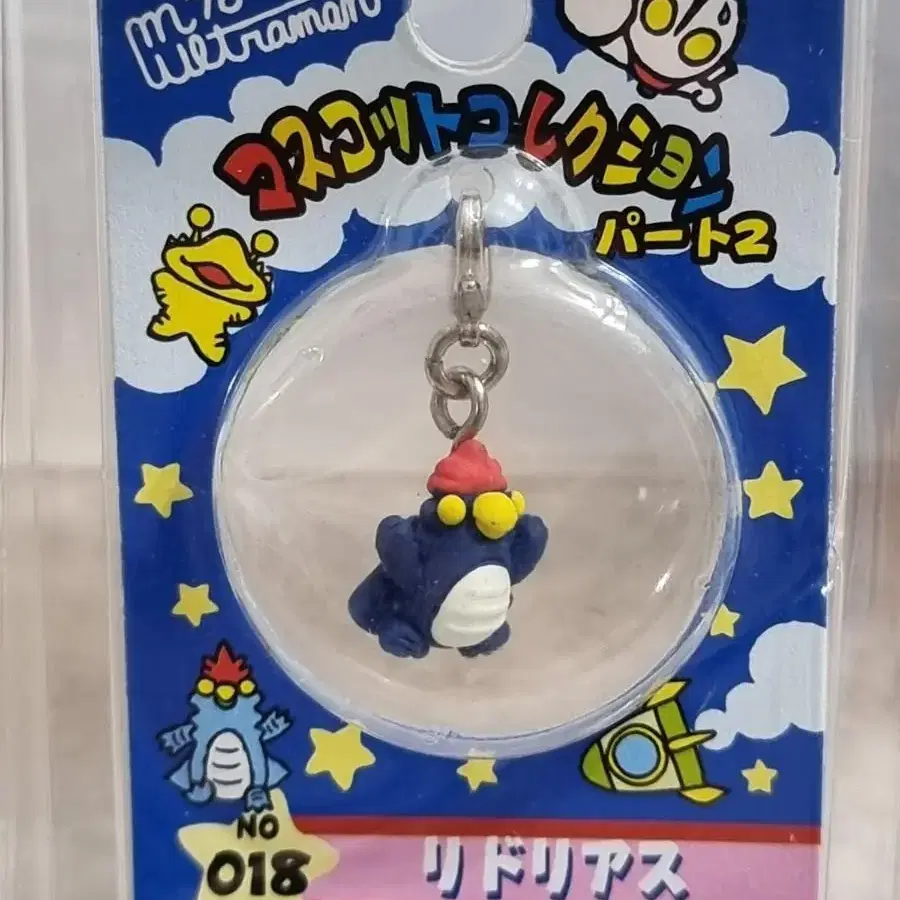 Ultraman
マスコットコレクション
パート2
NO
018
リドリアス